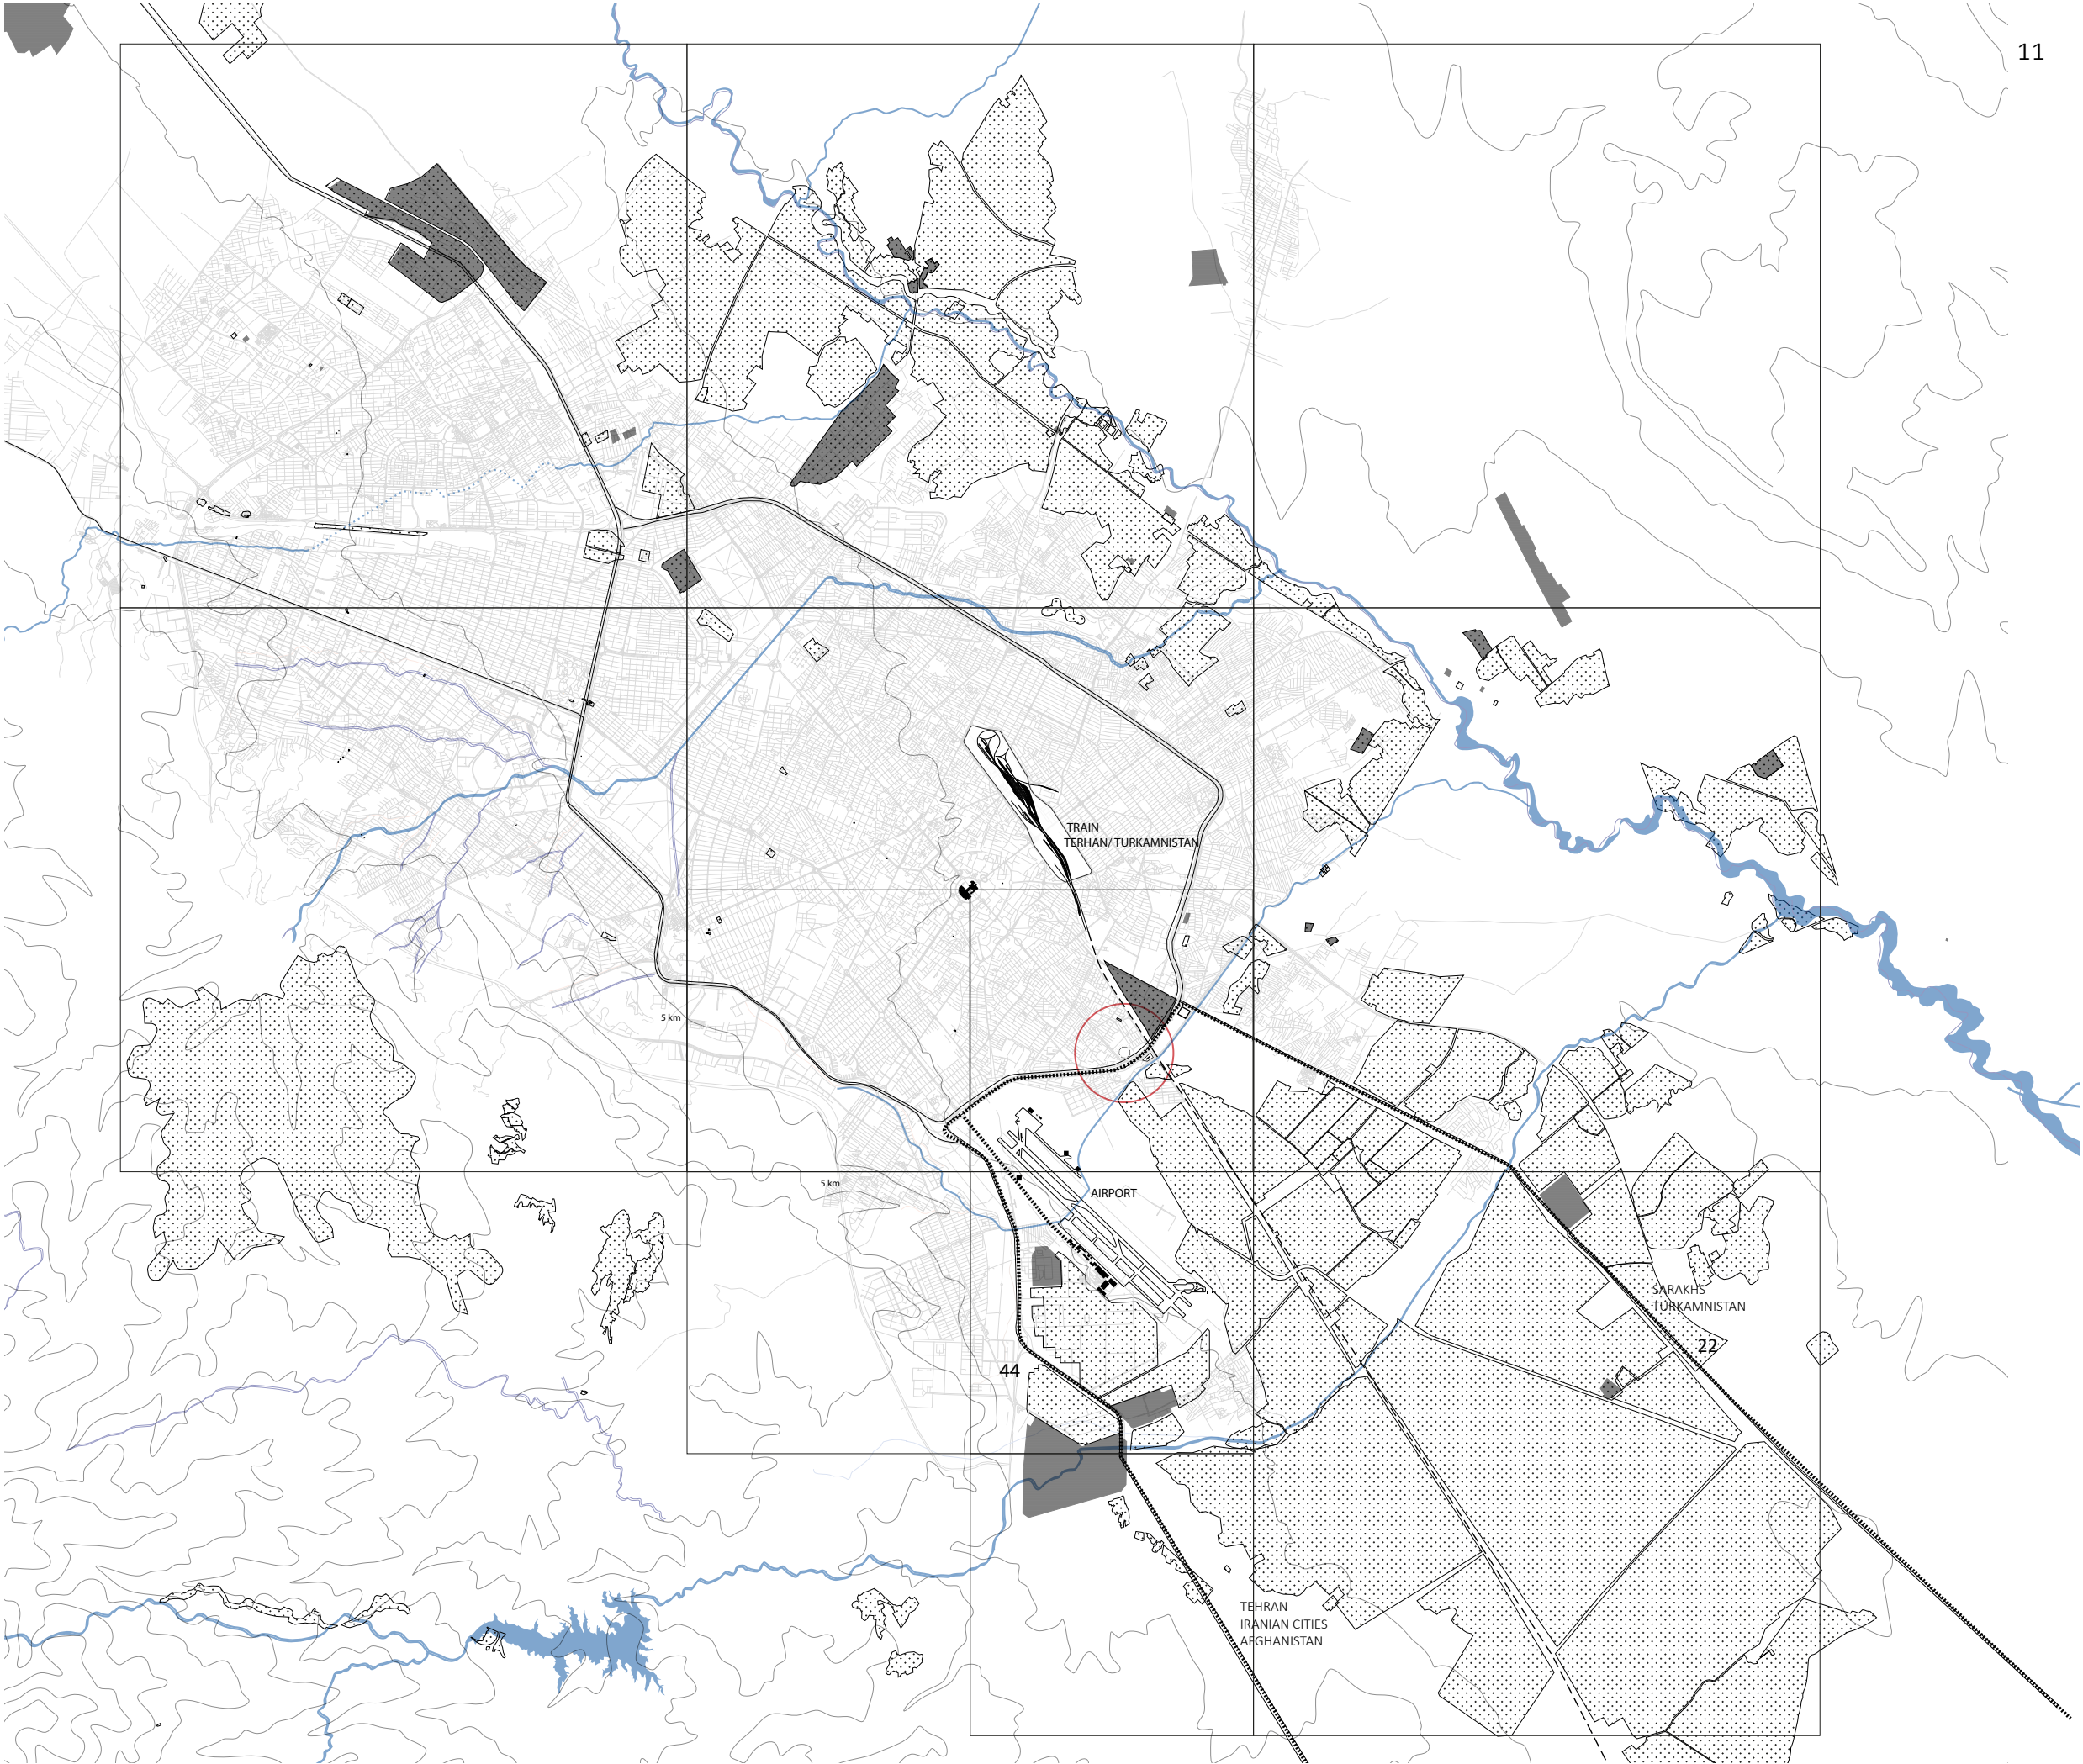 11
TRAIN
TERHAN/ TURKAMNISTAN
5 km
5 km
AIRPORT
SARAKHS
TURKAMNISTAN
22
44
TEHRAN
IRANIAN CITIES
AFGHANISTAN